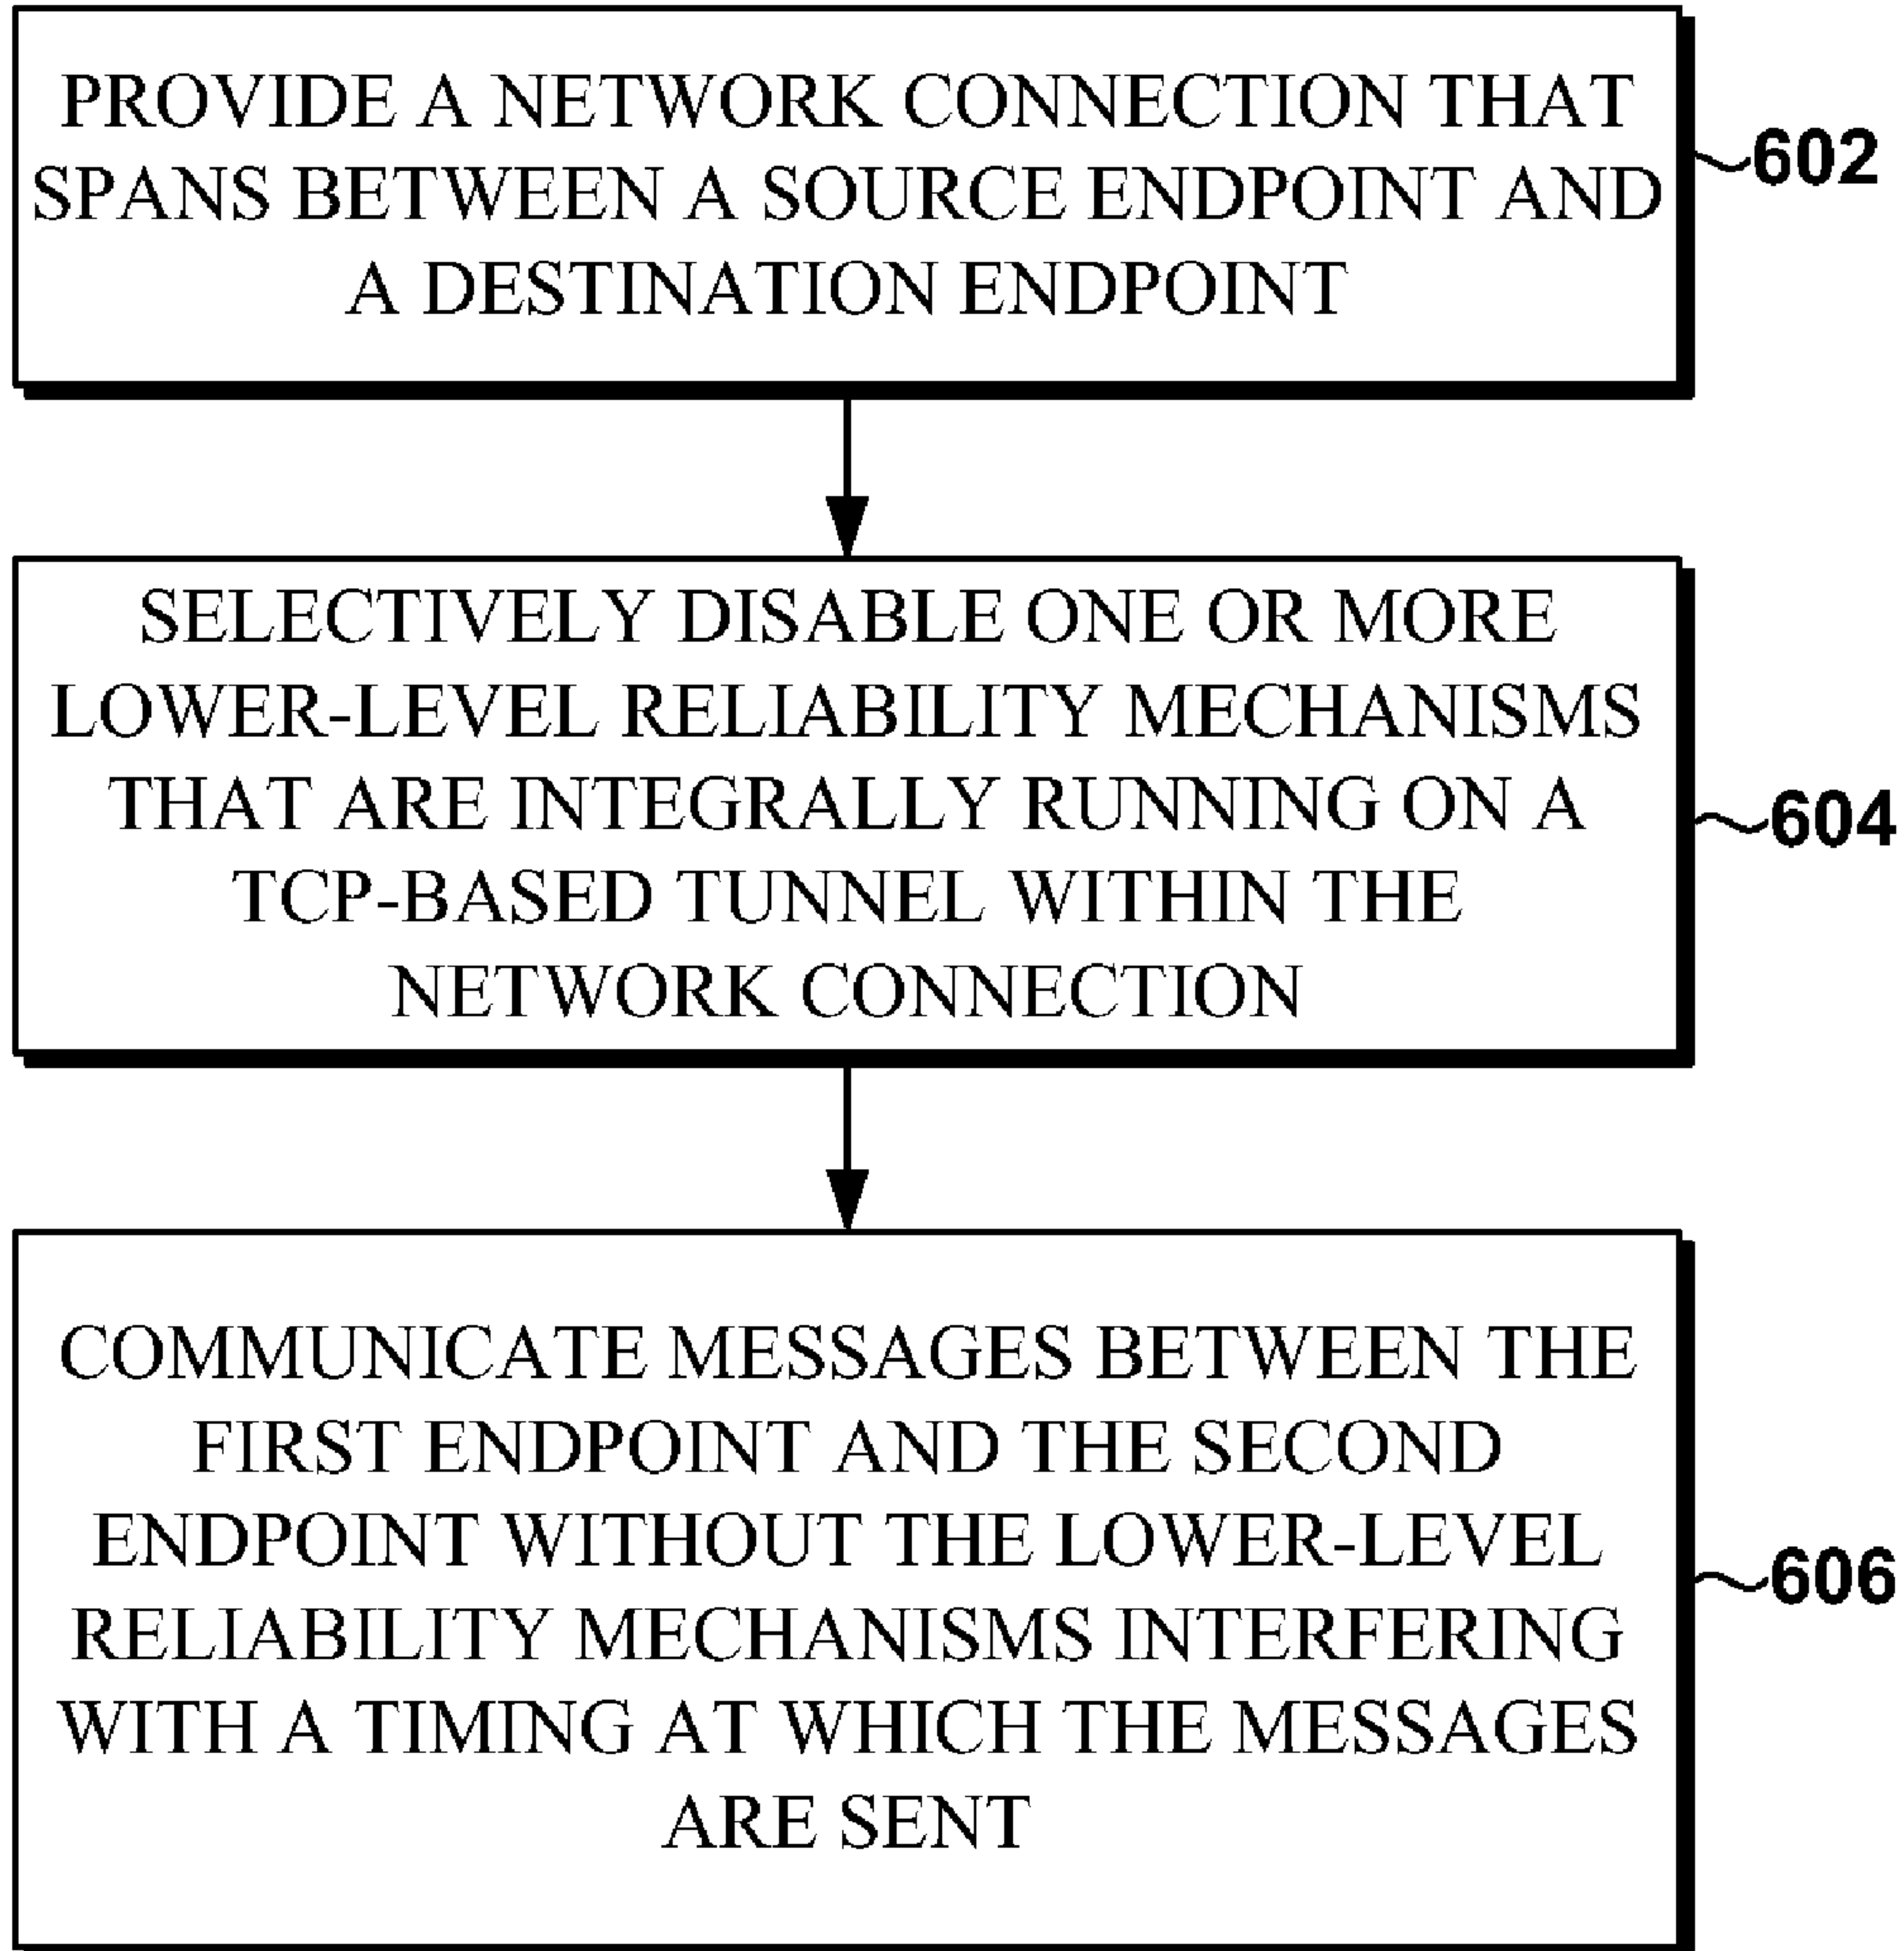 PROVIDE A NETWORK CONNECTION THAT
SPANS BETWEEN A SOURCE ENDPOINT AND
A DESTINATION ENDPOINT
602
SELECTIVELY DISABLE ONE OR MORE
LOWER-LEVEL RELIABILITY MECHANISMS
THAT ARE INTEGRALLY RUNNING ON A
TCP-BASED TUNNEL WITHIN THE
NETWORK CONNECTION
604
COMMUNICATE MESSAGES BETWEEN THE
FIRST ENDPOINT AND THE SECOND
ENDPOINT WITHOUT THE LOWER-LEVEL
RELIABILITY MECHANISMS INTERFERING
WITH A TIMING AT WHICH THE MESSAGES
ARE SENT
606